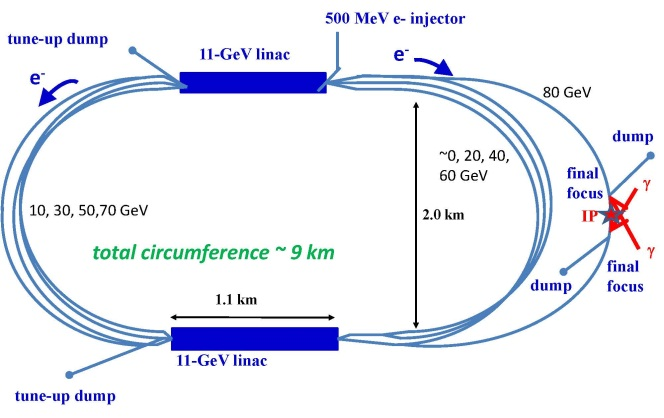 500 MeV e- injector
tune-up dump
11-GeV linac
e-
e-
80 GeV
dump
~0, 20, 40,
60 GeV
final
focus
γ
10, 30, 50,70 GeV
2.0 km
IP
total circumference ~ 9 km
γ
dump
final
focus
1.1 km
11-GeV linac
tune-up dump